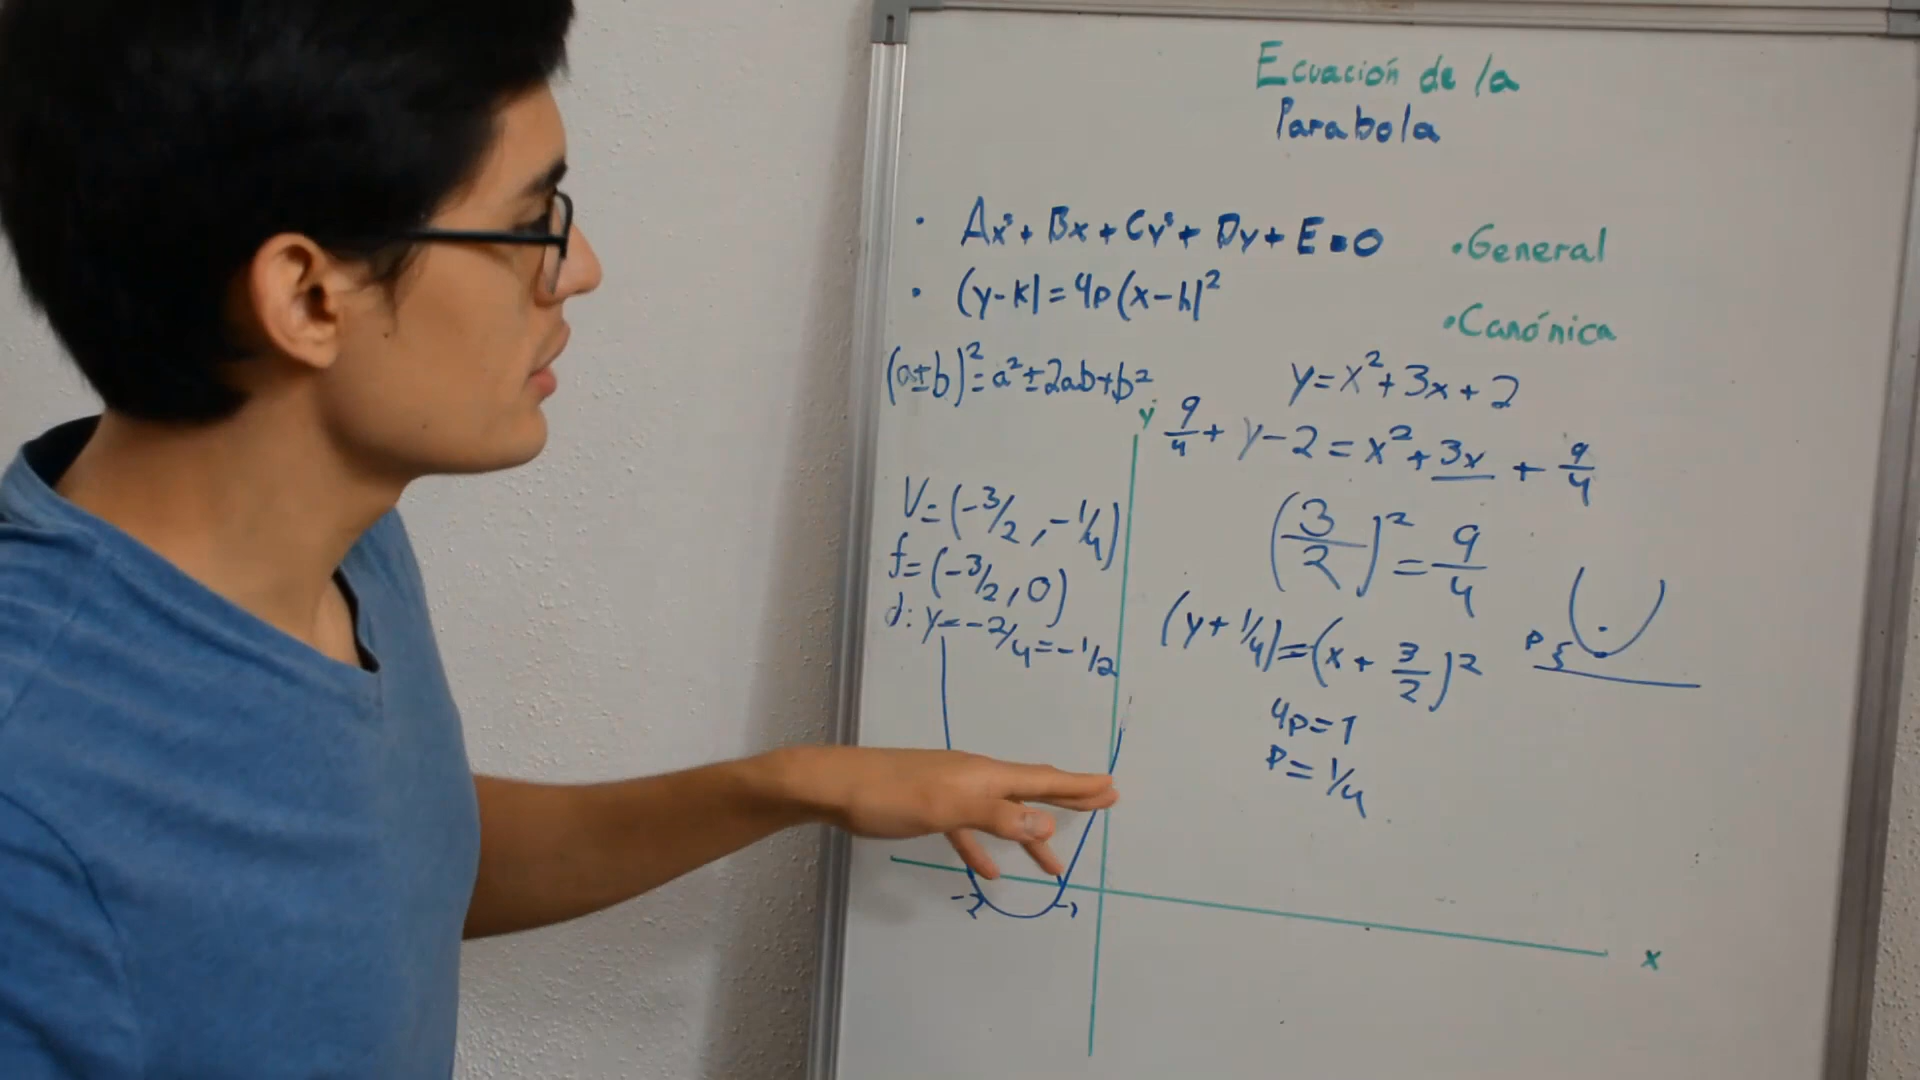 Ecuación de la
Parabola
• Ax² + Bx + Cy² + Dy + E = 0
• General
• (y-k) = 4p(x-h)²
• Canónica
(a±b)² = a² ± 2ab + b²
y = x² + 3x + 2
y
9/4 + y - 2 = x² + 3x + 9/4
V = (-3/2, -1/4)
(3/2)² = 9/4
f = (-3/2, 0)
d: y = -2/4 = -1/2
(y + 1/4) = (x + 3/2)²
P
4p = 1
P = 1/4
-2
-1
x